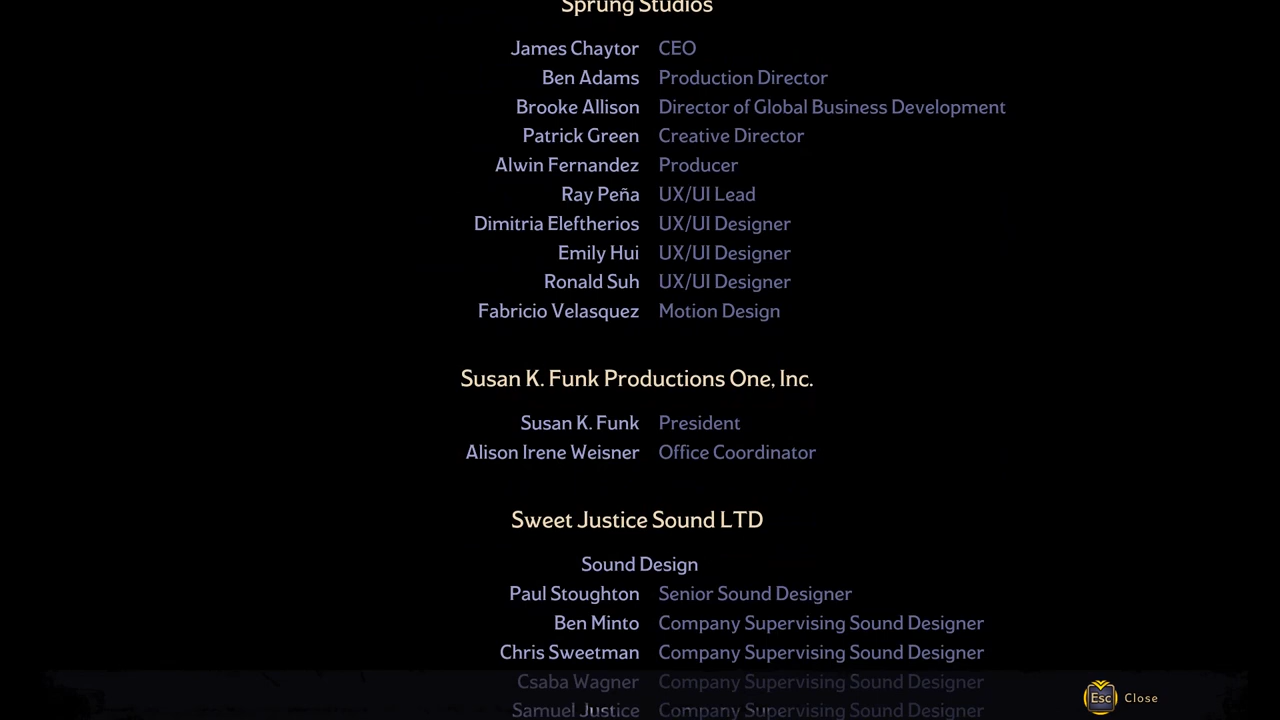 Sprung Studios
James Chaytor CEO
Ben Adams Production Director
Brooke Allison Director of Global Business Development
Patrick Green Creative Director
Alwin Fernandez Producer
Ray Peña UX/UI Lead
Dimitria Eleftherios UX/UI Designer
Emily Hui UX/UI Designer
Ronald Suh UX/UI Designer
Fabricio Velasquez Motion Design
Susan K. Funk Productions One, Inc.
Susan K. Funk President
Alison Irene Weisner Office Coordinator
Sweet Justice Sound LTD
Sound Design
Paul Stoughton Senior Sound Designer
Ben Minto Company Supervising Sound Designer
Chris Sweetman Company Supervising Sound Designer
Csaba Wagner Company Supervising Sound Designer
Samuel Justice Company Supervising Sound Designer
Esc Close